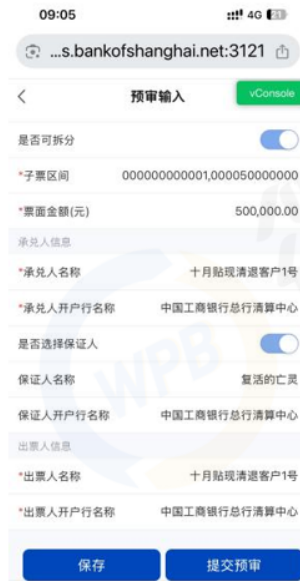 09:05
4G 21
...s.bankofshanghai.net:3121
预审输入
vConsole
是否可拆分
*子票区间 000000000001,000050000000
*票面金额(元) 500,000.00
承兑人信息
*承兑人名称 十月贴现清退客户1号
*承兑人开户行名称 中国工商银行总行清算中心
是否选择保证人
保证人名称 复活的亡灵
保证人开户行名称 中国工商银行总行清算中心
出票人信息
*出票人名称 十月贴现清退客户1号
*出票人开户行名称 中国工商银行总行清算中心
WPB
保存 提交预审